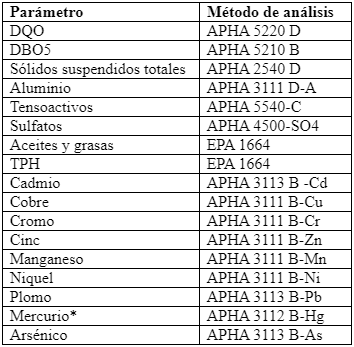 Parámetro Método de análisis
DQO APHA 5220 D
DBO5 APHA 5210 B
Sólidos suspendidos totales APHA 2540 D
Aluminio APHA 3111 D-A
Tensoactivos APHA 5540-C
Sulfatos APHA 4500-SO4
Aceites y grasas EPA 1664
TPH EPA 1664
Cadmio APHA 3113 B -Cd
Cobre APHA 3111 B-Cu
Cromo APHA 3111 B-Cr
Cinc APHA 3111 B-Zn
Manganeso APHA 3111 B-Mn
Niquel APHA 3111 B-Ni
Plomo APHA 3113 B-Pb
Mercurio* APHA 3112 B-Hg
Arsénico APHA 3113 B-As